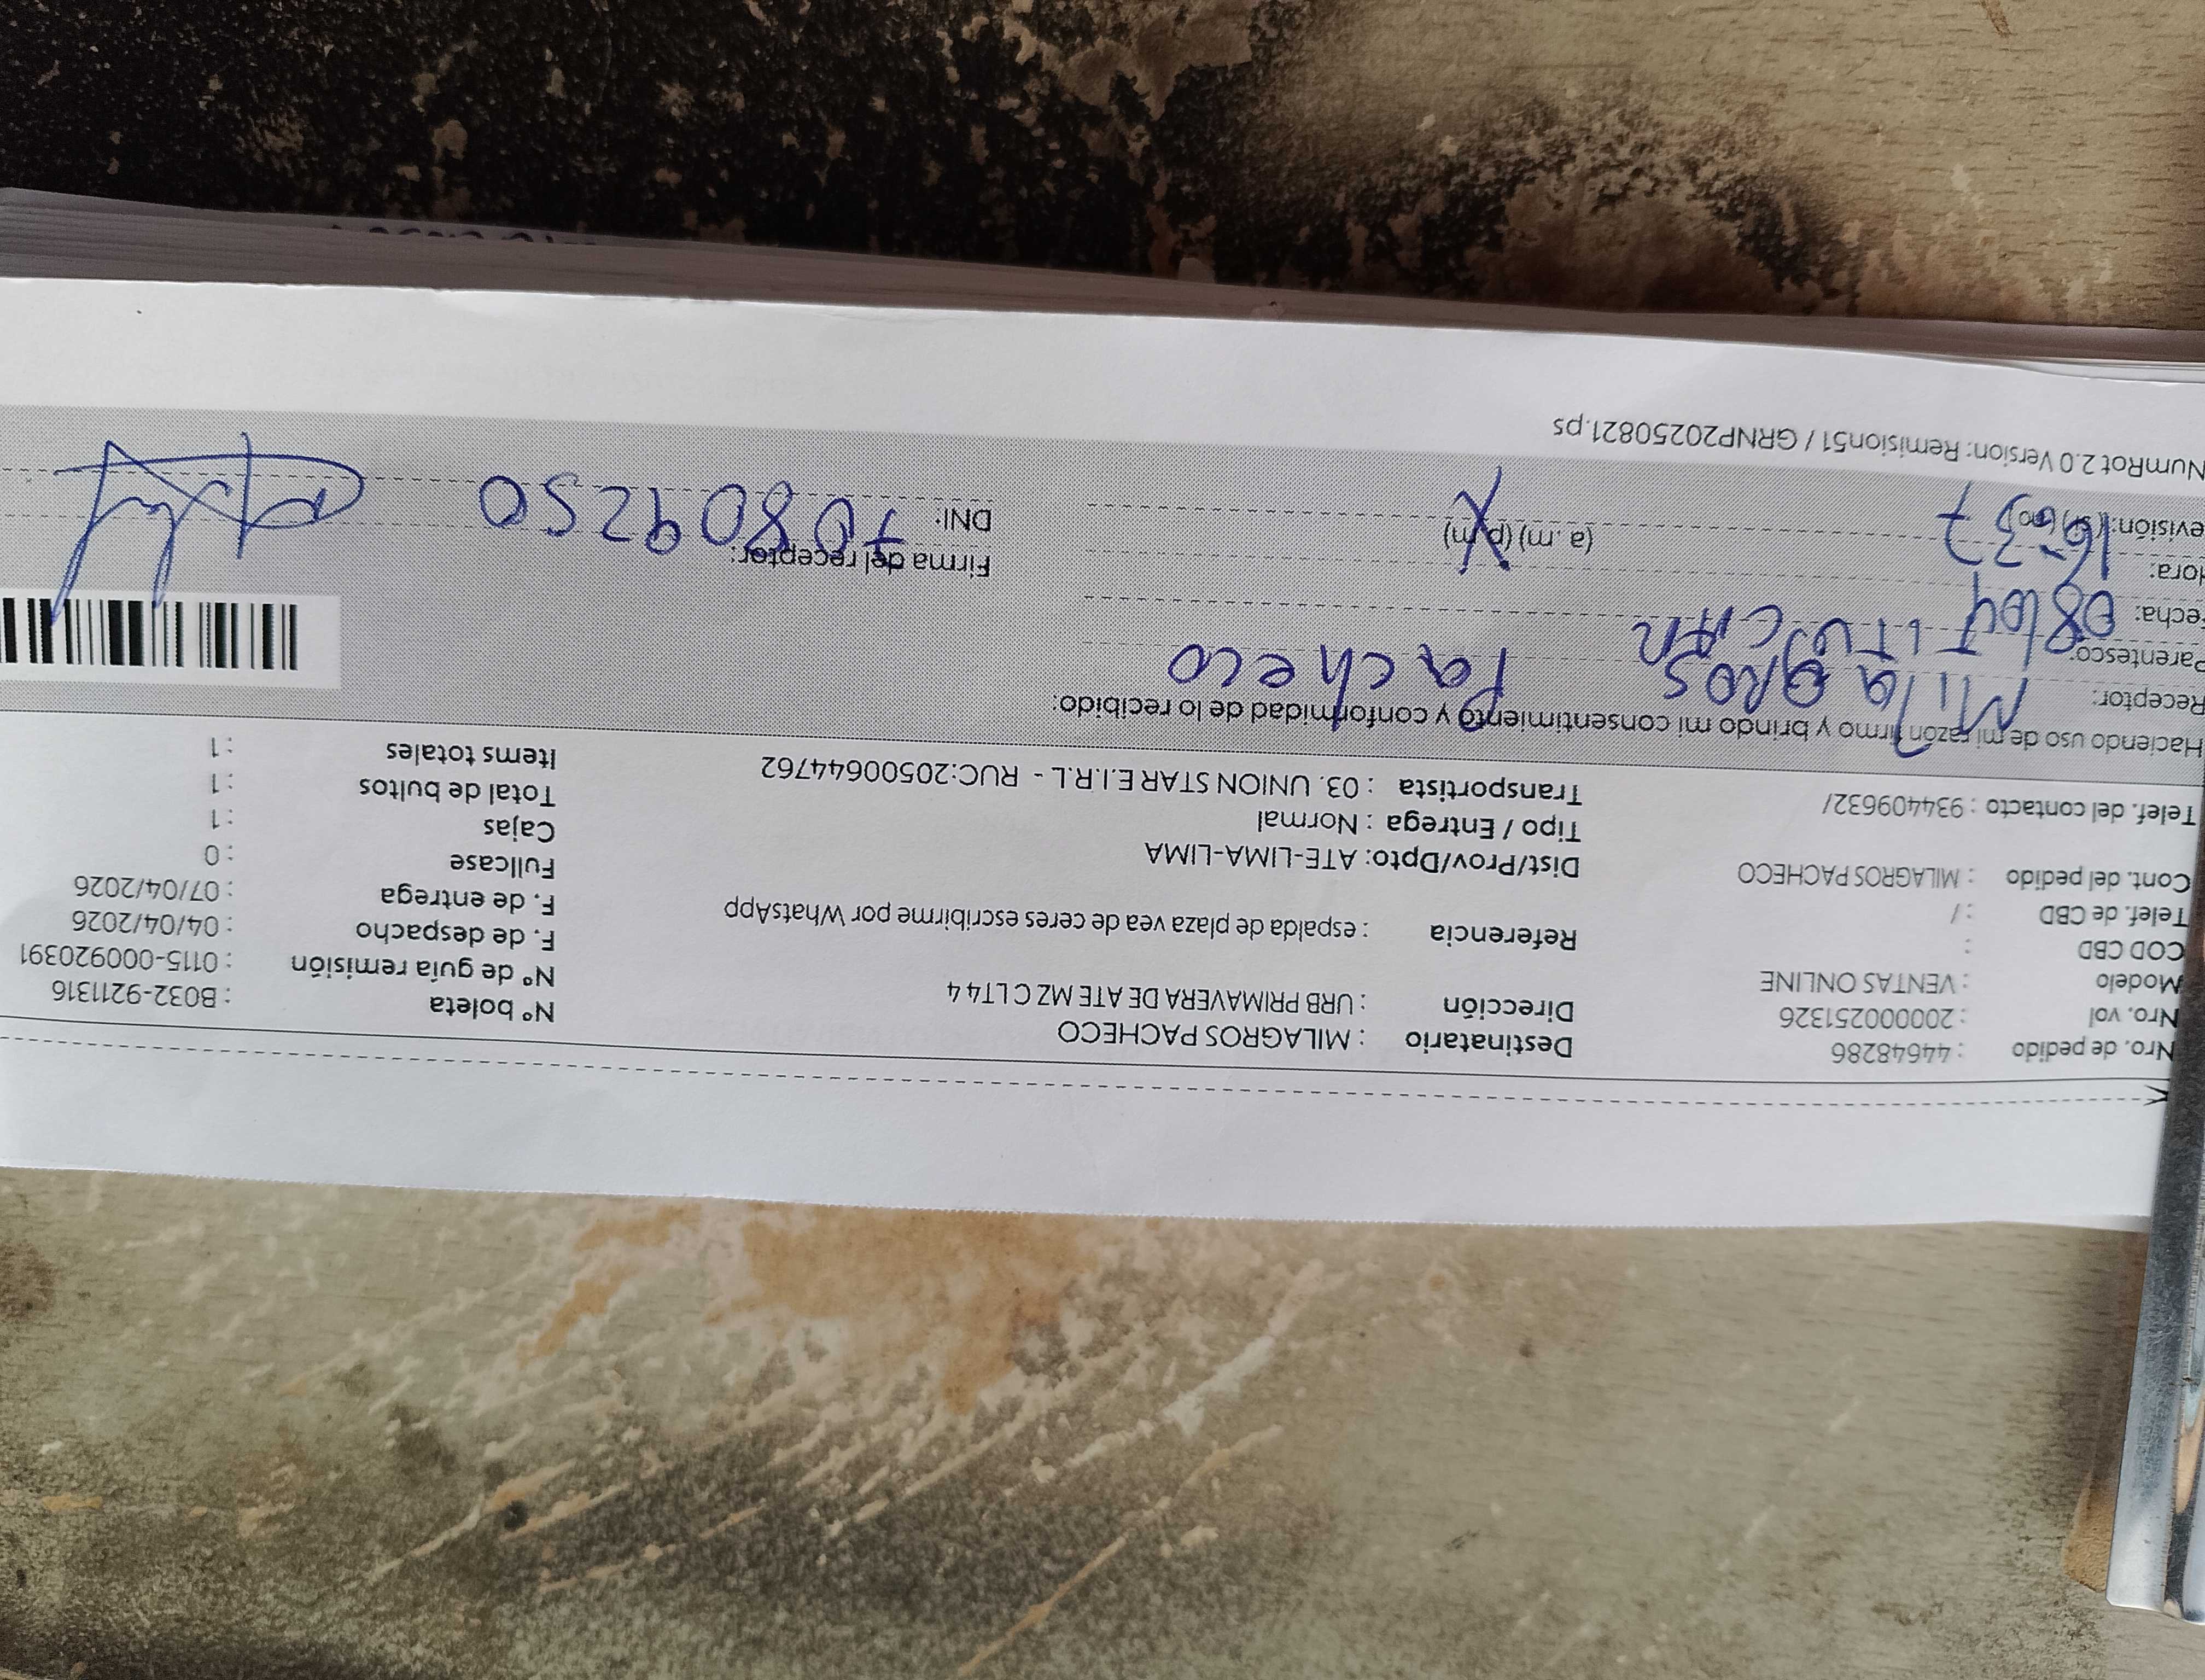 Nro. de pedido : 44648286
Nro. vol : 20000251326
Modelo : VENTAS ONLINE
COD CBD :
Telef. de CBD : /
Cont. del pedido : MILAGROS PACHECO
Telef. del contacto : 934409632/
Destinatario : MILAGROS PACHECO
Dirección : URB PRIMAVERA DE ATE MZ C LT4 4
Referencia : espalda de plaza vea de ceres escribirme por WhatsApp
Dist/Prov/Dpto: ATE-LIMA-LIMA
Tipo / Entrega : Normal
Transportista : 03. UNION STAR E.I.R.L - RUC:20500644762
N° boleta : B032-9211316
N° de guía remisión : 0115-000920391
F. de despacho : 04/04/2026
F. de entrega : 07/04/2026
Fullcase : 0
Cajas : 1
Total de bultos : 1
Items totales : 1
Haciendo uso de mi razón firmo y brindo mi consentimiento y conformidad de lo recibido:
Receptor: Milagros Pacheco
Parentesco:
Fecha: 08/04
Hora: 16:37 (a.m) (p.m) X
evisión: (si) (no)
Firma del receptor:
DNI: 70809250
NumRot 2.0 Version: Remision51 / GRNP20250821.ps